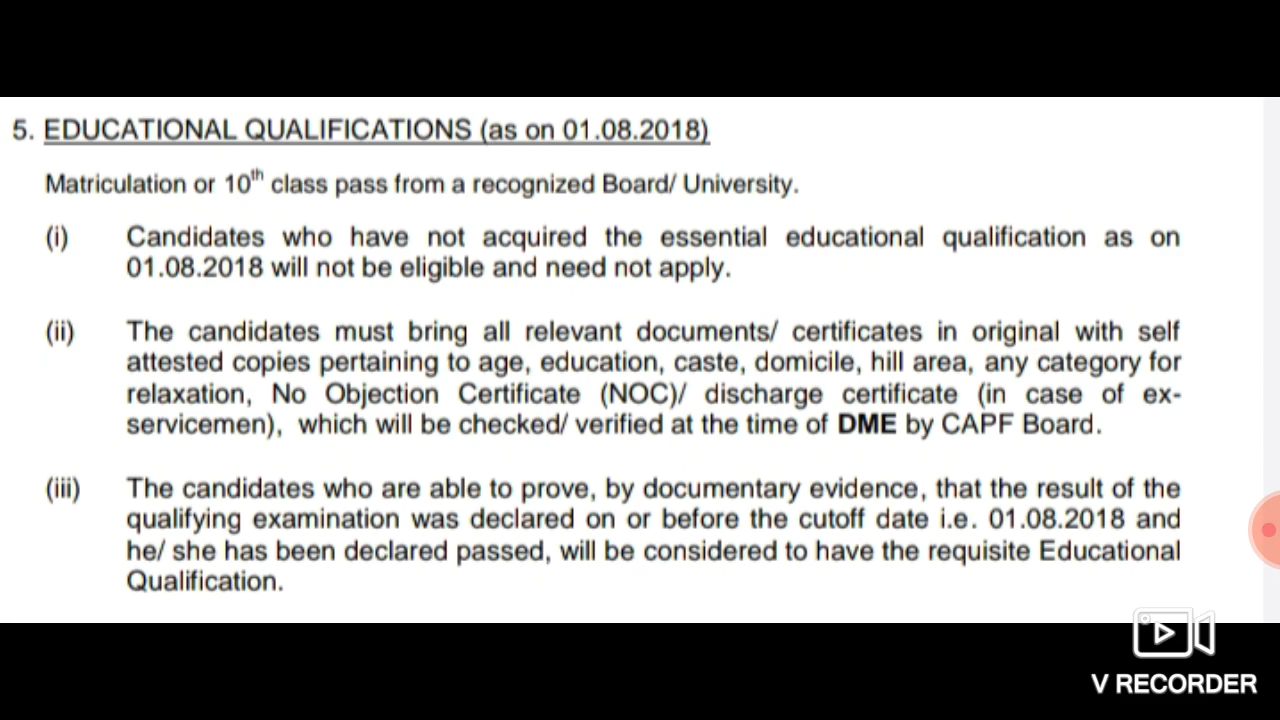 5. EDUCATIONAL QUALIFICATIONS (as on 01.08.2018)
Matriculation or 10th class pass from a recognized Board/ University.
(i) Candidates who have not acquired the essential educational qualification as on
01.08.2018 will not be eligible and need not apply.
(ii) The candidates must bring all relevant documents/ certificates in original with self
attested copies pertaining to age, education, caste, domicile, hill area, any category for
relaxation, No Objection Certificate (NOC)/ discharge certificate (in case of ex-
servicemen), which will be checked/ verified at the time of DME by CAPF Board.
(iii) The candidates who are able to prove, by documentary evidence, that the result of the
qualifying examination was declared on or before the cutoff date i.e. 01.08.2018 and
he/ she has been declared passed, will be considered to have the requisite Educational
Qualification.
V RECORDER